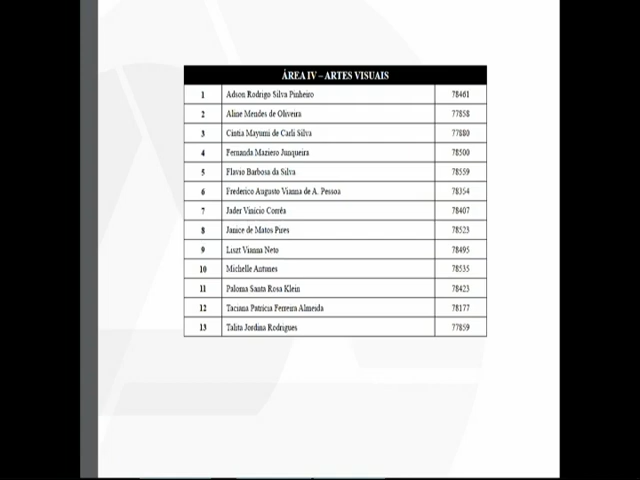 ÁREA IV – ARTES VISUAIS
1 Adson Rodrigo Silva Pinheiro 78461
2 Aline Mendes de Oliveira 77858
3 Cintia Mayumi de Carli Silva 77880
4 Fernanda Mazieso Junqueira 78500
5 Flavio Barbosa da Silva 78559
6 Frederico Augusto Vianna de A. Pessoa 78354
7 Jader Vinicio Corrêa 78407
8 Janice de Matos Pires 78523
9 Liszt Vianna Neto 78495
10 Michelle Antunes 78535
11 Paloma Santa Rosa Klein 78423
12 Taciana Patricia Ferreira Almeida 78177
13 Talita Jordina Rodrigues 77859